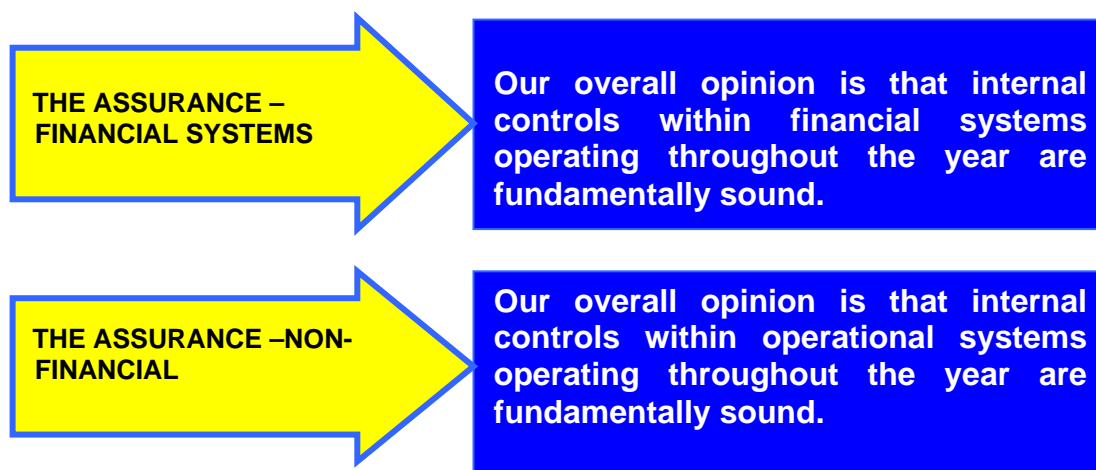 THE ASSURANCE –
FINANCIAL SYSTEMS
Our overall opinion is that internal
controls within financial systems
operating throughout the year are
fundamentally sound.
THE ASSURANCE –NON-
FINANCIAL
Our overall opinion is that internal
controls within operational systems
operating throughout the year are
fundamentally sound.